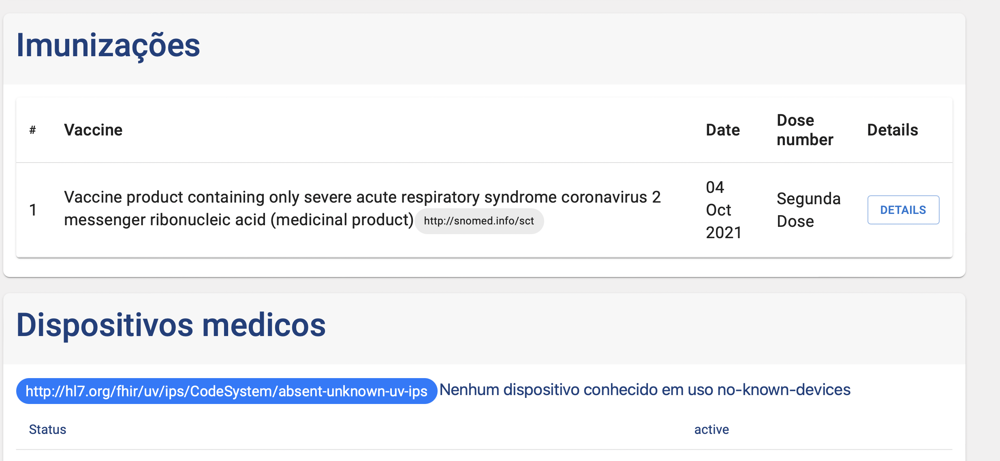 Imunizações
# Vaccine Date Dose number Details
1 Vaccine product containing only severe acute respiratory syndrome coronavirus 2
messenger ribonucleic acid (medicinal product) http://snomed.info/sct
04
Oct
2021
Segunda
Dose
DETAILS
Dispositivos medicos
http://hl7.org/fhir/uv/ips/CodeSystem/absent-unknown-uv-ips Nenhum dispositivo conhecido em uso no-known-devices
Status active